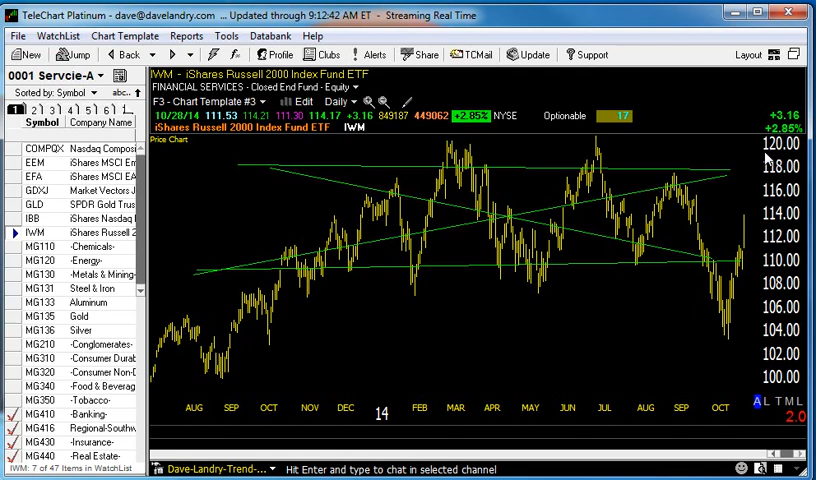 TeleChart Platinum - dave@davelandry.com ... Updated through 9:12:42 AM ET - Streaming Real Time
File WatchList Chart Template Reports Tools Databank Help
New Jump Back Profile Clubs Alerts Share TCMail Update Support Layout
0001 Servcie-A
Sorted by: Symbol
1 2 3 4 5 6
Symbol Company Name
COMPQX Nasdaq Composi
EEM iShares MSCI Em
EFA iShares MSCI EA
GDXJ Market Vectors J
GLD SPDR Gold Trust
IBB iShares Nasdaq
IWM iShares Russell 2
MG110 -Chemicals-
MG120 -Energy-
MG130 -Metals & Mining-
MG131 Steel & Iron
MG133 Aluminum
MG135 Gold
MG136 Silver
MG210 -Conglomerates-
MG310 -Consumer Durab
MG320 -Consumer Non-D
MG340 -Food & Beverag
MG350 -Tobacco-
MG410 -Banking-
MG416 Regional-Southw
MG430 -Insurance-
MG440 -Real Estate-
IWM: 7 of 47 Items in WatchList
IWM - iShares Russell 2000 Index Fund ETF
FINANCIAL SERVICES - Closed End Fund - Equity
F3 - Chart Template #3 Edit Daily
10/28/14 111.53 114.21 111.30 114.17 +3.16 849187 449062 +2.85% NYSE Optionable 17 +3.16
iShares Russell 2000 Index Fund ETF IWM +2.85%
Price Chart
120.00
118.00
116.00
114.00
112.00
110.00
108.00
106.00
104.00
102.00
100.00
AUG SEP OCT NOV DEC 14 FEB MAR APR MAY JUN JUL AUG SEP OCT
A L T M L
2.0
Dave-Landry-Trend-... Hit Enter and to chat in selected channel